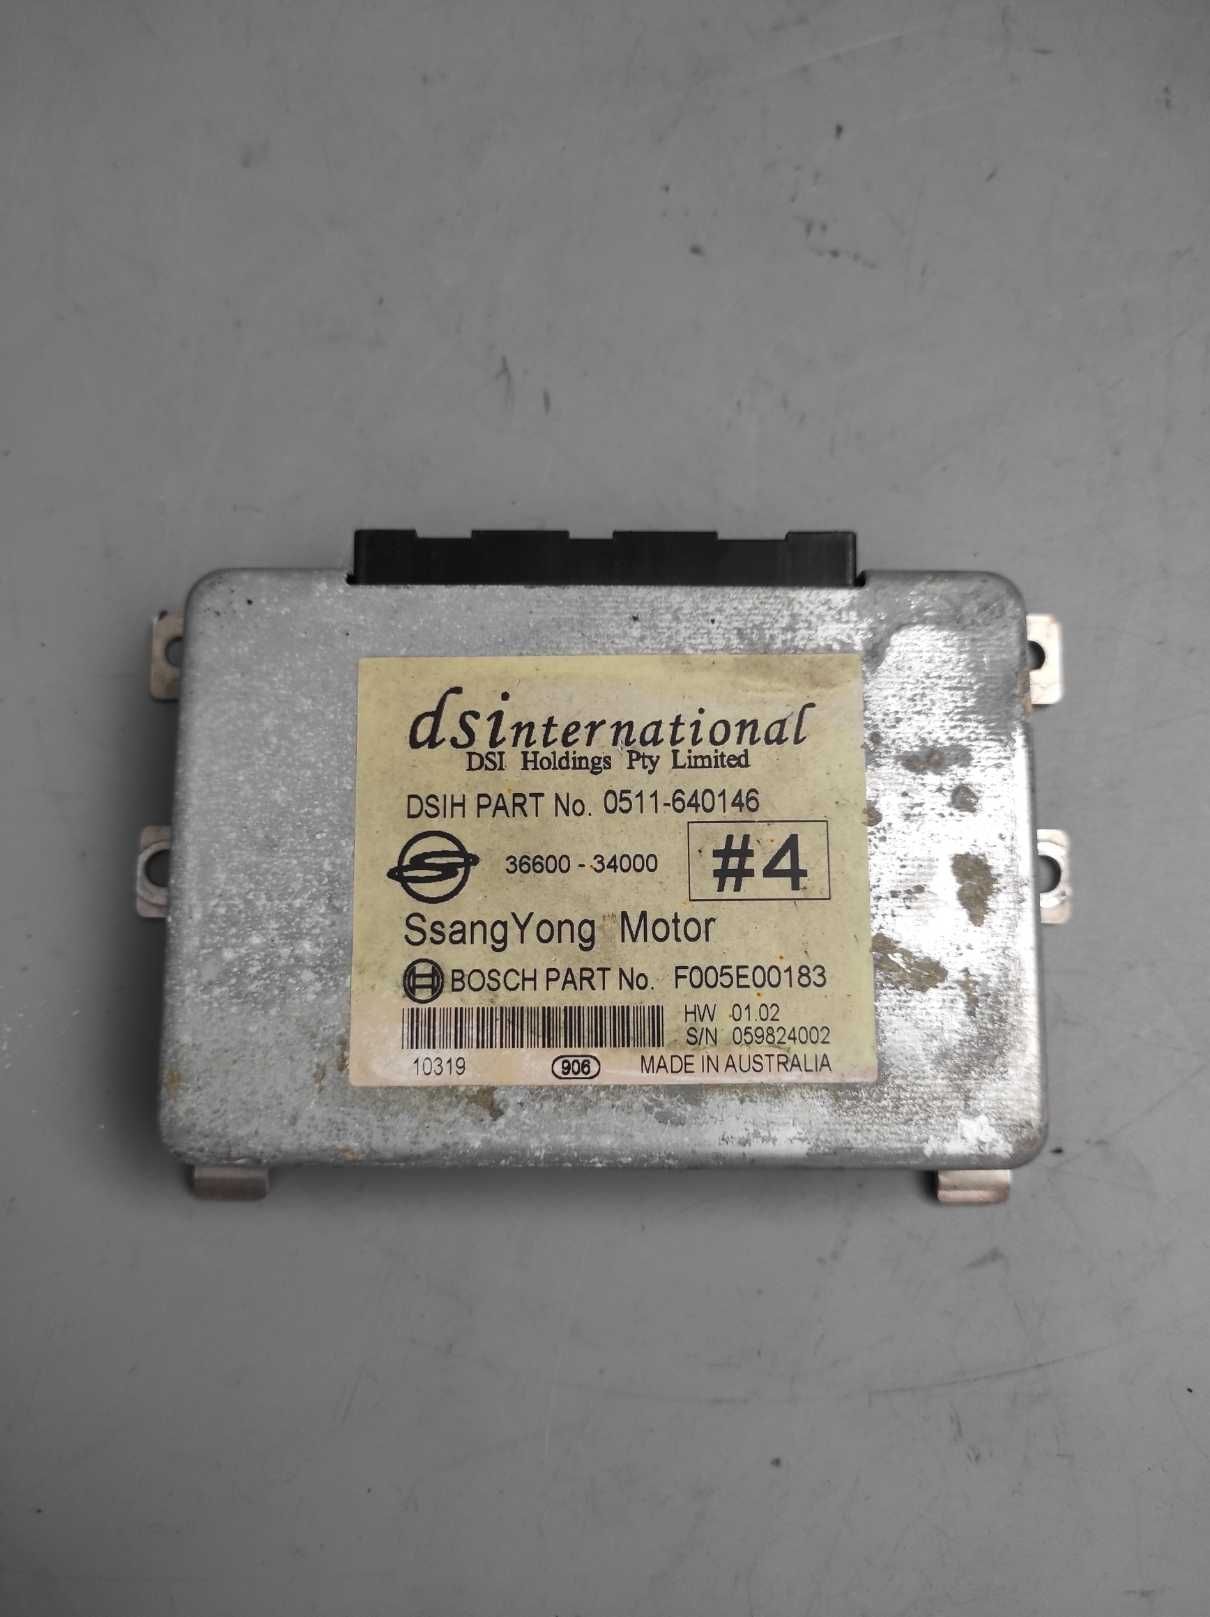 dsinternational
DSI Holdings Pty Limited
DSIH PART No. 0511-640146
36600 - 34000 #4
SsangYong Motor
BOSCH PART No. F005E00183
HW 01.02
S/N 059824002
10319 906 MADE IN AUSTRALIA